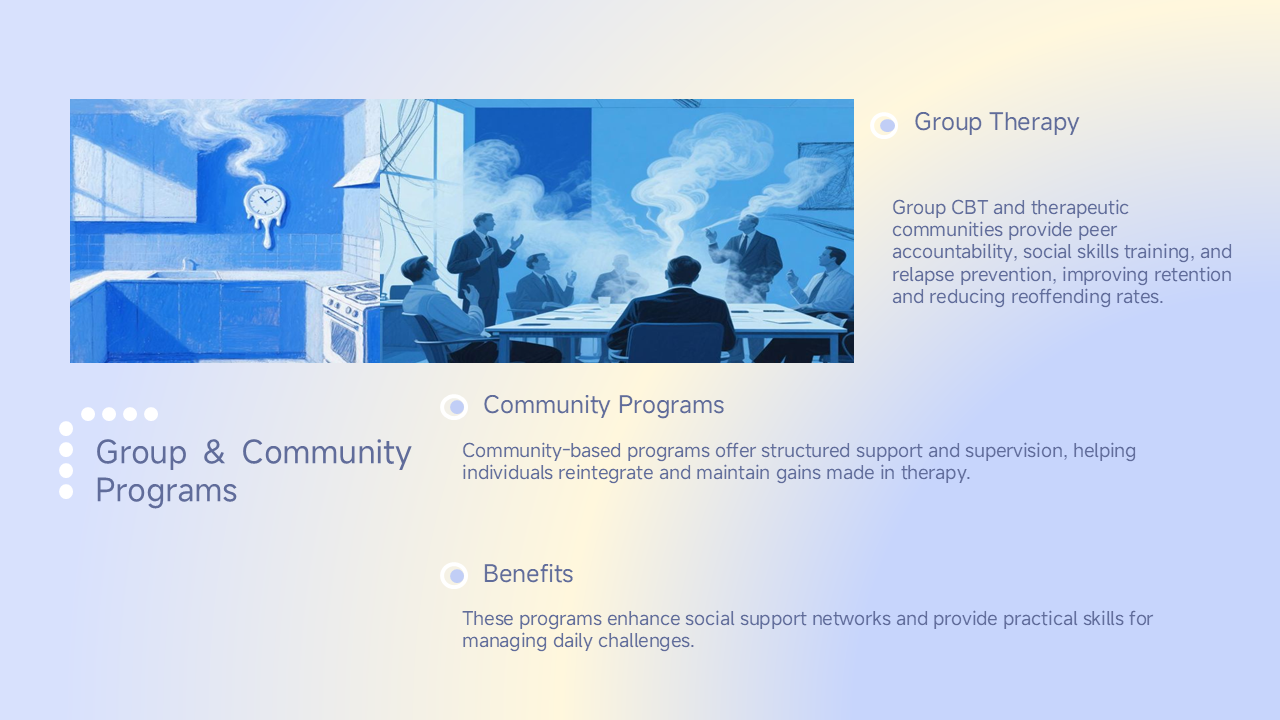 Group Therapy
Group CBT and therapeutic
communities provide peer
accountability, social skills training, and
relapse prevention, improving retention
and reducing reoffending rates.
Group & Community
Programs
Community Programs
Community-based programs offer structured support and supervision, helping
individuals reintegrate and maintain gains made in therapy.
Benefits
These programs enhance social support networks and provide practical skills for
managing daily challenges.